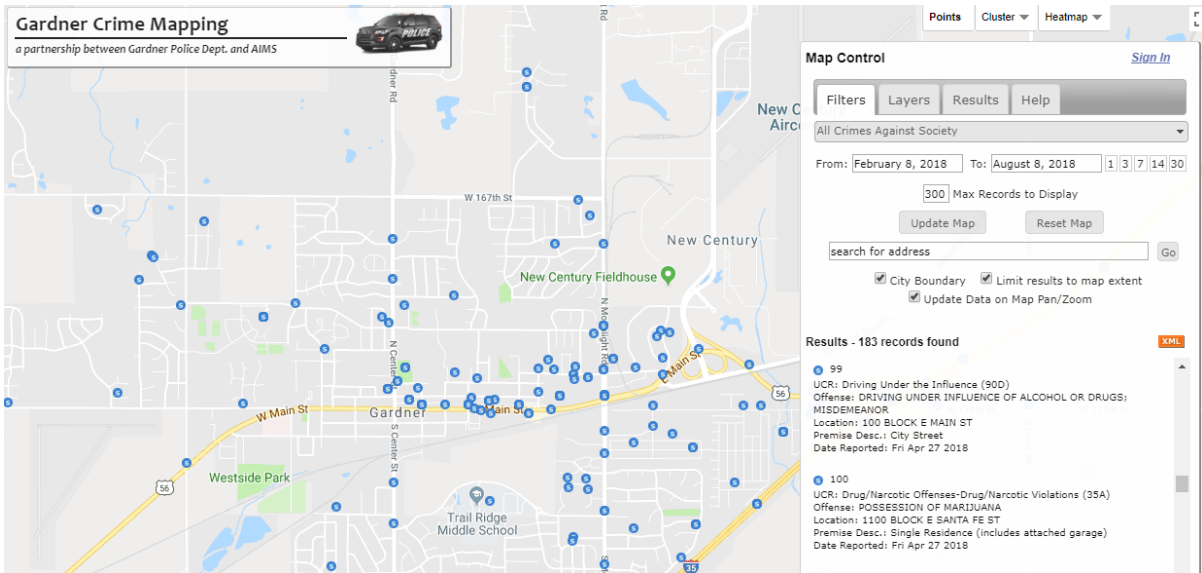 Gardner Crime Mapping
a partnership between Gardner Police Dept. and AIMS
POLICE
Points
Cluster
Heatmap
Map Control
Sign In
Filters
Layers
Results
Help
All Crimes Against Society
From: February 8, 2018 To: August 8, 2018 1 3 7 14 30
300 Max Records to Display
Update Map
Reset Map
search for address
Go
City Boundary
Limit results to map extent
Update Data on Map Pan/Zoom
Results - 183 records found
XML
99
UCR: Driving Under the Influence (90D)
Offense: DRIVING UNDER INFLUENCE OF ALCOHOL OR DRUGS;
MISDEMEANOR
Location: 100 BLOCK E MAIN ST
Premise Desc.: City Street
Date Reported: Fri Apr 27 2018
100
UCR: Drug/Narcotic Offenses-Drug/Narcotic Violations (35A)
Offense: POSSESSION OF MARIJUANA
Location: 1100 BLOCK E SANTA FE ST
Premise Desc.: Single Residence (includes attached garage)
Date Reported: Fri Apr 27 2018
dner Rd
t Rd
New C
Airc
W 167th St
New Century
New Century Fieldhouse
N Center St
E Main St
56
W Main St
Gardner
Main St
S Center St
Westside Park
56
Trail Ridge
Middle School
35